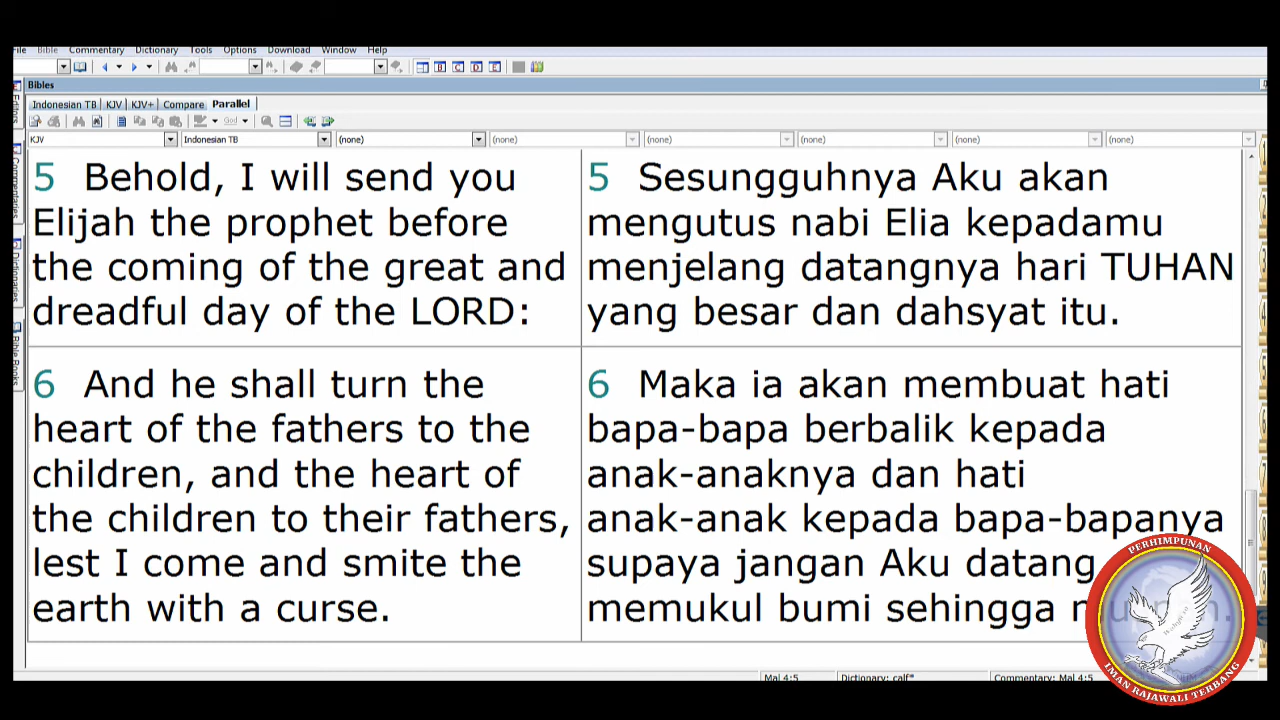 File Bible Commentary Dictionary Tools Options Download Window Help
Bibles
Indonesian TB KJV KJV+ Compare Parallel
God
KJV Indonesian TB (none) (none) (none) (none) (none) (none)
Editors
Commentaries
Dictionaries
Bible Books
5 Behold, I will send you
Elijah the prophet before
the coming of the great and
dreadful day of the LORD:
6 And he shall turn the
heart of the fathers to the
children, and the heart of
the children to their fathers,
lest I come and smite the
earth with a curse.
5 Sesungguhnya Aku akan
mengutus nabi Elia kepadamu
menjelang datangnya hari TUHAN
yang besar dan dahsyat itu.
6 Maka ia akan membuat hati
bapa-bapa berbalik kepada
anak-anaknya dan hati
anak-anak kepada bapa-bapanya
supaya jangan Aku datang
memukul bumi sehingga
PERHIMPUNAN
IMAN RAJAWALI TERBANG
Mal 4:5 Dictionary: calf* Commentary: Mal 4:5